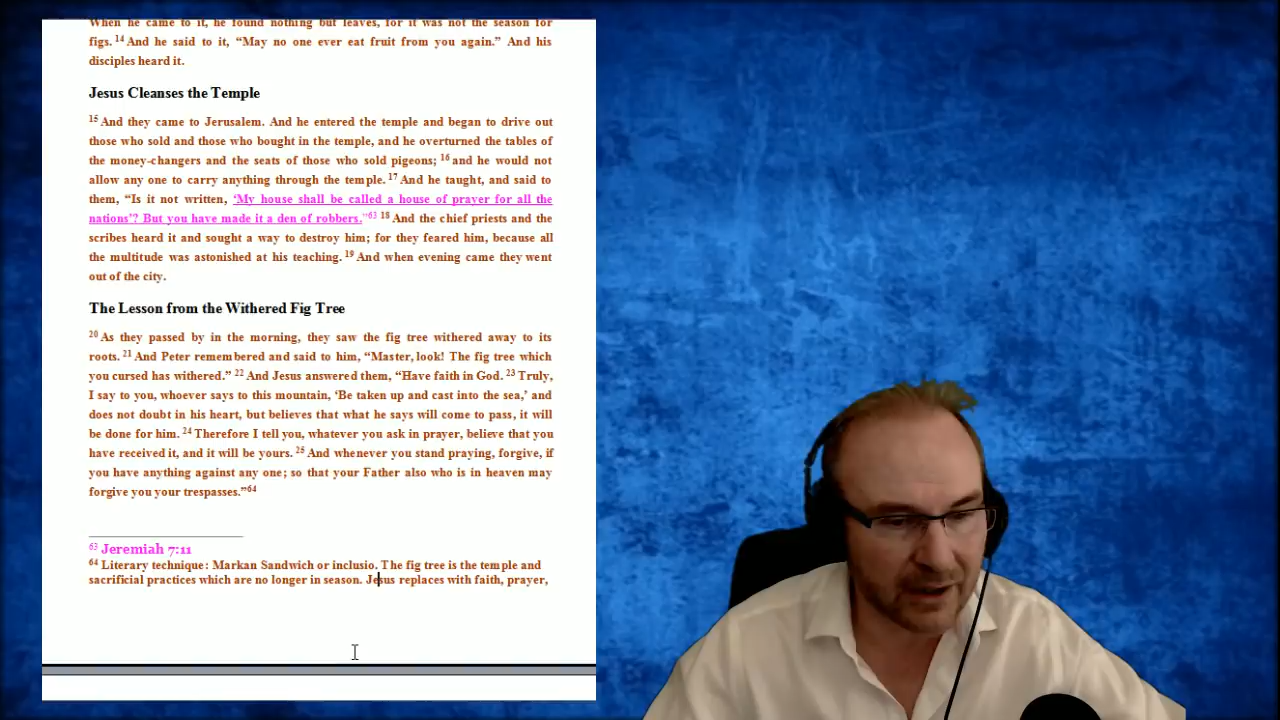 When he came to it, he found nothing but leaves, for it was not the season for
figs. 14 And he said to it, “May no one ever eat fruit from you again.” And his
disciples heard it.
Jesus Cleanses the Temple
15 And they came to Jerusalem. And he entered the temple and began to drive out
those who sold and those who bought in the temple, and he overturned the tables of
the money-changers and the seats of those who sold pigeons; 16 and he would not
allow any one to carry anything through the temple. 17 And he taught, and said to
them, “Is it not written, ‘My house shall be called a house of prayer for all the
nations’? But you have made it a den of robbers.”63 18 And the chief priests and the
scribes heard it and sought a way to destroy him; for they feared him, because all
the multitude was astonished at his teaching. 19 And when evening came they went
out of the city.
The Lesson from the Withered Fig Tree
20 As they passed by in the morning, they saw the fig tree withered away to its
roots. 21 And Peter remembered and said to him, “Master, look! The fig tree which
you cursed has withered.” 22 And Jesus answered them, “Have faith in God. 23 Truly,
I say to you, whoever says to this mountain, ‘Be taken up and cast into the sea,’ and
does not doubt in his heart, but believes that what he says will come to pass, it will
be done for him. 24 Therefore I tell you, whatever you ask in prayer, believe that you
have received it, and it will be yours. 25 And whenever you stand praying, forgive, if
you have anything against any one; so that your Father also who is in heaven may
forgive you your trespasses.”64
63 Jeremiah 7:11
64 Literary technique: Markan Sandwich or inclusio. The fig tree is the temple and
sacrificial practices which are no longer in season. Jesus replaces with faith, prayer,